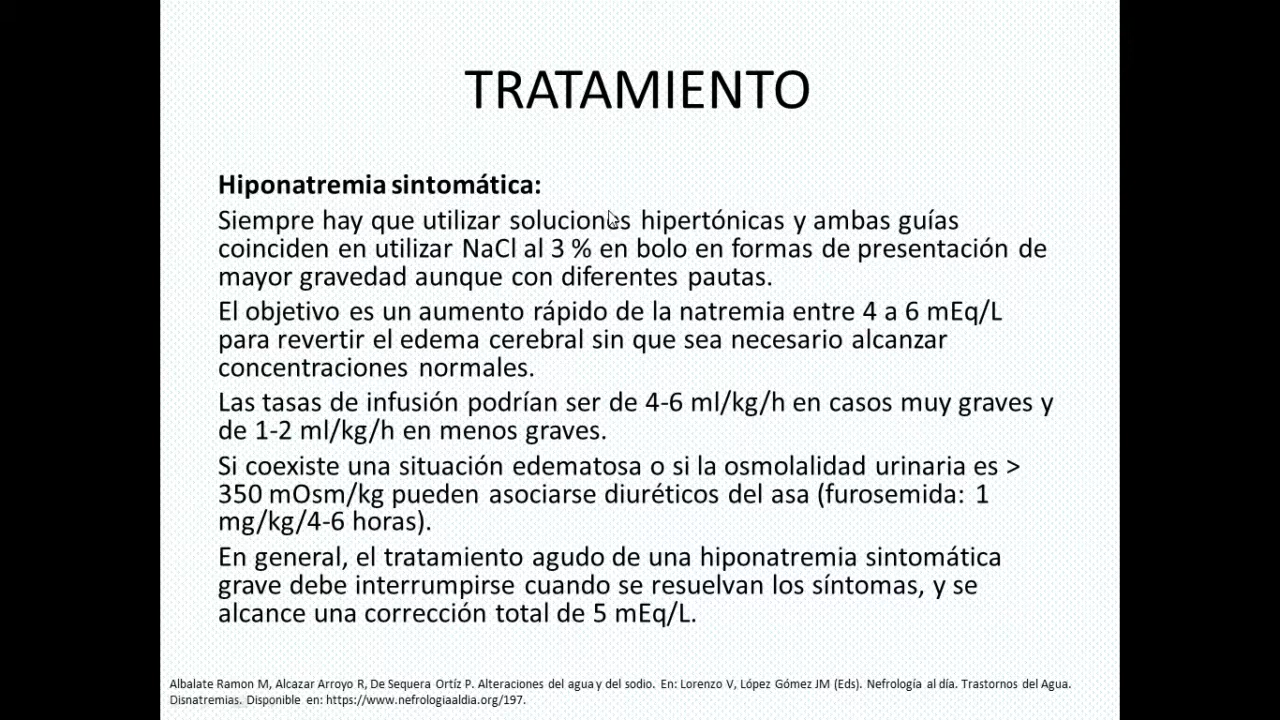 TRATAMIENTO
Hiponatremia sintomática:
Siempre hay que utilizar soluciones hipertónicas y ambas guías
coinciden en utilizar NaCl al 3 % en bolo en formas de presentación de
mayor gravedad aunque con diferentes pautas.
El objetivo es un aumento rápido de la natremia entre 4 a 6 mEq/L
para revertir el edema cerebral sin que sea necesario alcanzar
concentraciones normales.
Las tasas de infusión podrían ser de 4-6 ml/kg/h en casos muy graves y
de 1-2 ml/kg/h en menos graves.
Si coexiste una situación edematosa o si la osmolalidad urinaria es >
350 mOsm/kg pueden asociarse diuréticos del asa (furosemida: 1
mg/kg/4-6 horas).
En general, el tratamiento agudo de una hiponatremia sintomática
grave debe interrumpirse cuando se resuelvan los síntomas, y se
alcance una corrección total de 5 mEq/L.
Albalate Ramon M, Alcazar Arroyo R, De Sequera Ortíz P. Alteraciones del agua y del sodio. En: Lorenzo V, López Gómez JM (Eds). Nefrología al día. Trastornos del Agua.
Disnatremias. Disponible en: https://www.nefrologiaaldia.org/197.